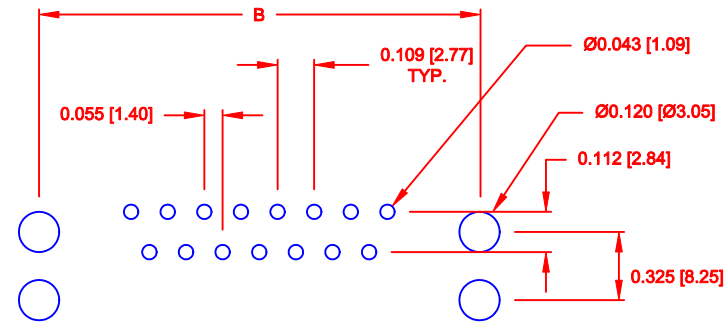 B
0.109 [2.77]
TYP.
Ø0.043 [1.09]
0.055 [1.40]
Ø0.120 [Ø3.05]
0.112 [2.84]
0.325 [8.25]